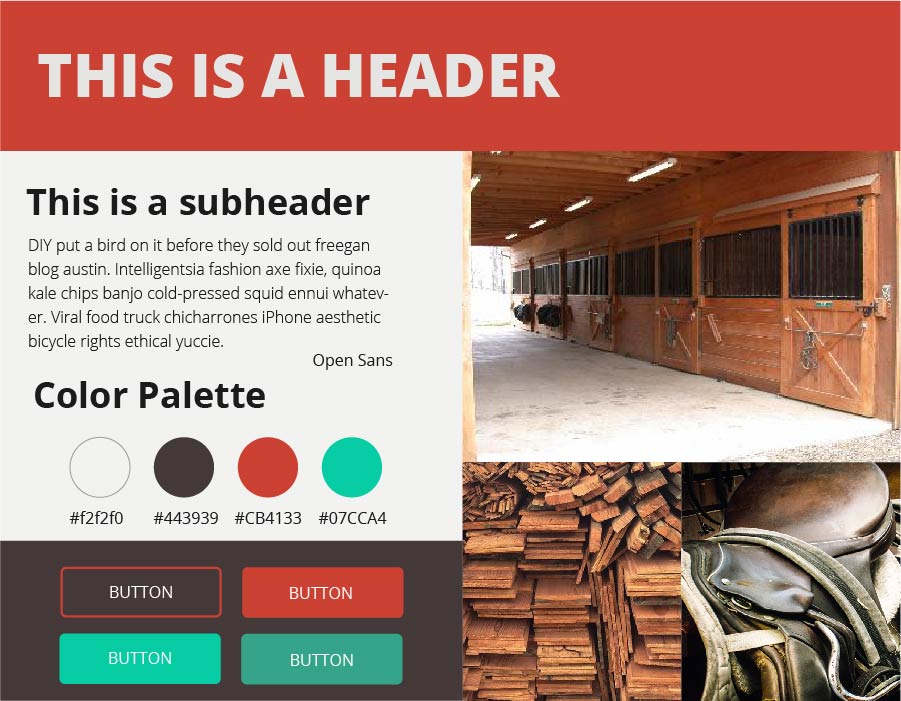 THIS IS A HEADER
This is a subheader
DIY put a bird on it before they sold out freegan
blog austin. Intelligentsia fashion axe fixie, quinoa
kale chips banjo cold-pressed squid ennui whatev-
er. Viral food truck chicharrones iPhone aesthetic
bicycle rights ethical yuccie.
Open Sans
Color Palette
#f2f2f0 #443939 #CB4133 #07CCA4
BUTTON BUTTON
BUTTON BUTTON